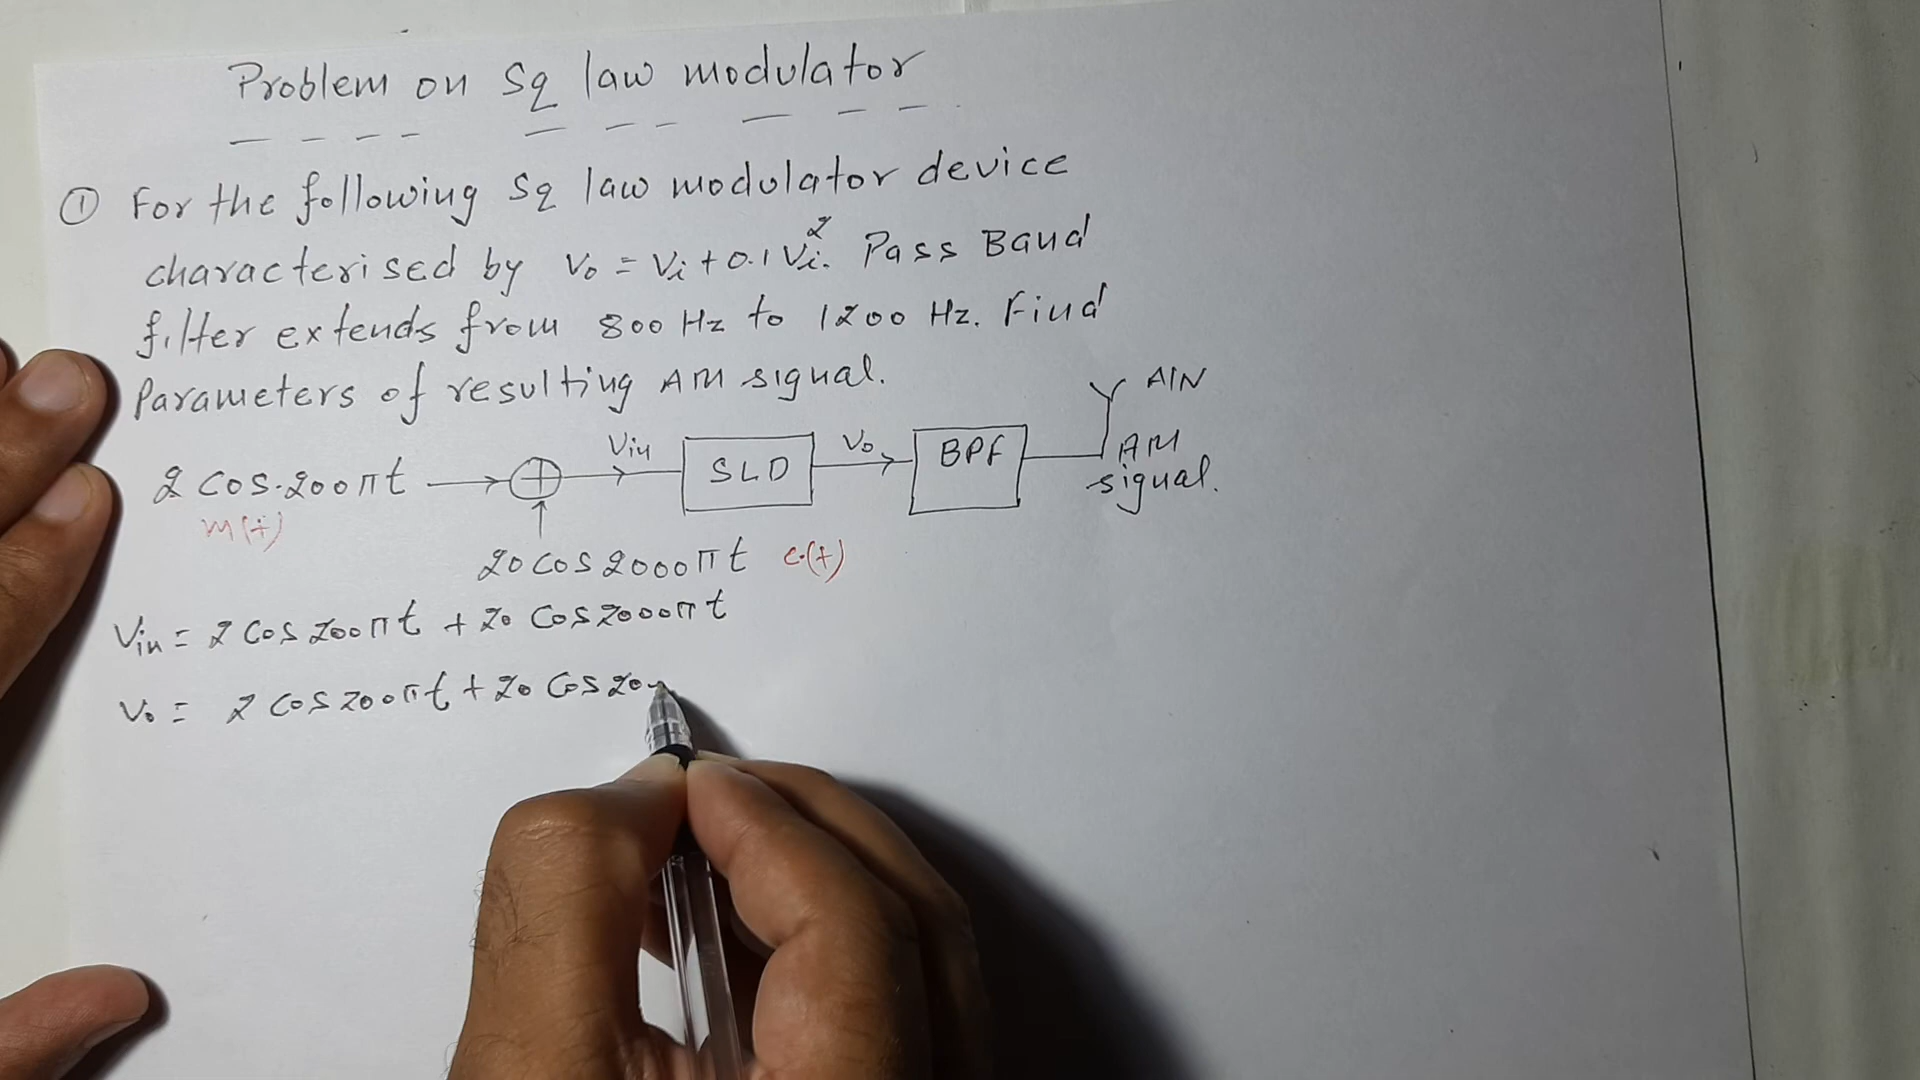 Problem on Sq law modulator
① For the following Sq law modulator device
characterised by V₀ = Vi + 0.1 Vi². Pass Band
filter extends from 800 Hz to 1200 Hz. Find
Parameters of resulting AM signal.
2 cos 200πt
m(t)
Vin
SLD
V₀
BPF
A/N
AM
signal.
20 cos 2000πt c(t)
Vin = 2 cos 200πt + 20 cos 2000πt
V₀ = 2 cos 200πt + 20 cos 20